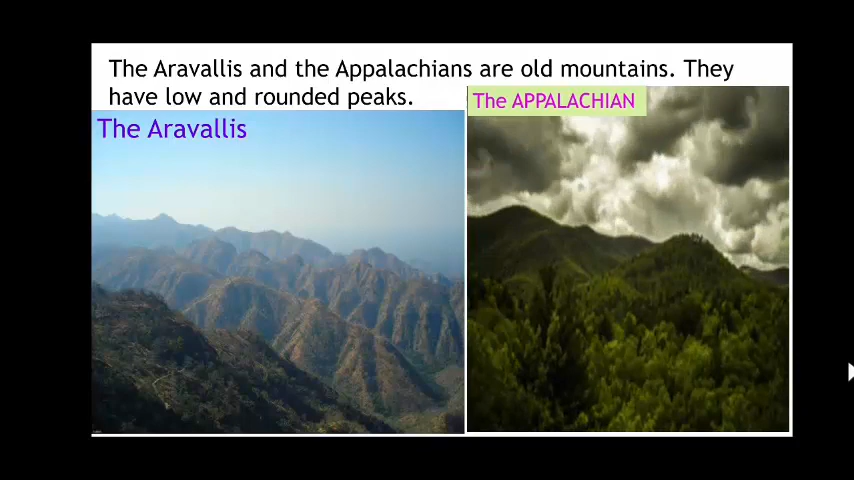 The Aravallis and the Appalachians are old mountains. They
have low and rounded peaks.
The Aravallis
The APPALACHIAN